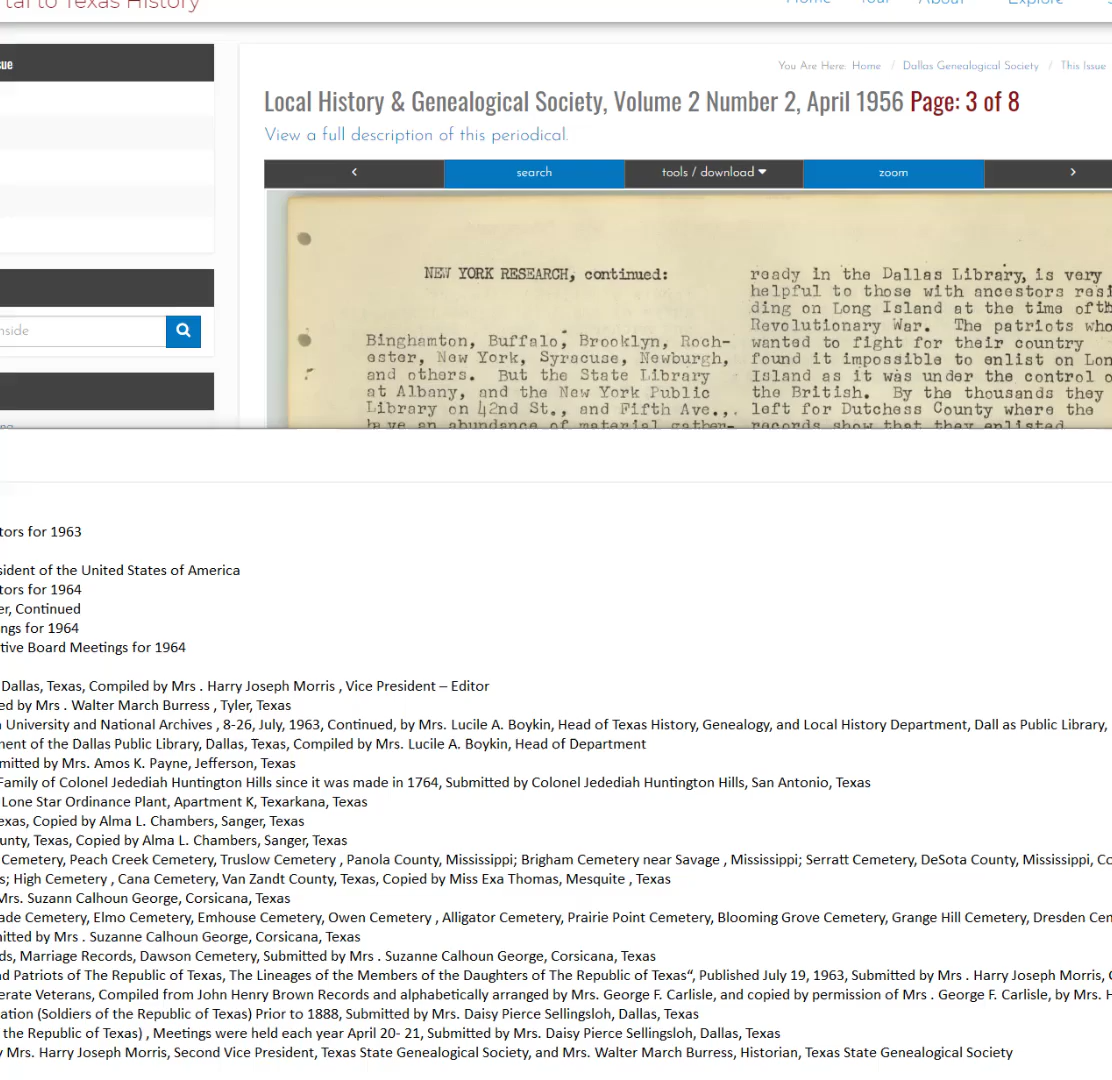 tal to Texas History
Home Tour About Explore
sue
You Are Here: Home / Dallas Genealogical Society / This Issue
Local History & Genealogical Society, Volume 2 Number 2, April 1956 Page: 3 of 8
View a full description of this periodical.
search tools / download zoom
nside
NEW YORK RESEARCH, continued:
Binghamton, Buffalo, Brooklyn, Roch-
ester, New York, Syracuse, Newburgh,
and others. But the State Library
at Albany, and the New York Public
Library on 42nd St., and Fifth Ave.,.
have an abundance of material gather-
ready in the Dallas Library, is very
helpful to those with ancestors resi
ding on Long Island at the time ofth
Revolutionary War. The patriots who
wanted to fight for their country
found it impossible to enlist on Lon
Island as it was under the control o
the British. By the thousands they
left for Dutchess County where the
records show that they enlisted
tors for 1963
sident of the United States of America
tors for 1964
er, Continued
ngs for 1964
tive Board Meetings for 1964
Dallas, Texas, Compiled by Mrs . Harry Joseph Morris , Vice President – Editor
ed by Mrs . Walter March Burress , Tyler, Texas
n University and National Archives , 8-26, July, 1963, Continued, by Mrs. Lucile A. Boykin, Head of Texas History, Genealogy, and Local History Department, Dall as Public Library,
nent of the Dallas Public Library, Dallas, Texas, Compiled by Mrs. Lucile A. Boykin, Head of Department
mitted by Mrs. Amos K. Payne, Jefferson, Texas
Family of Colonel Jedediah Huntington Hills since it was made in 1764, Submitted by Colonel Jedediah Huntington Hills, San Antonio, Texas
Lone Star Ordinance Plant, Apartment K, Texarkana, Texas
exas, Copied by Alma L. Chambers, Sanger, Texas
unty, Texas, Copied by Alma L. Chambers, Sanger, Texas
Cemetery, Peach Creek Cemetery, Truslow Cemetery , Panola County, Mississippi; Brigham Cemetery near Savage , Mississippi; Serratt Cemetery, DeSota County, Mississippi, Co
s; High Cemetery , Cana Cemetery, Van Zandt County, Texas, Copied by Miss Exa Thomas, Mesquite , Texas
Mrs. Suzann Calhoun George, Corsicana, Texas
ade Cemetery, Elmo Cemetery, Emhouse Cemetery, Owen Cemetery , Alligator Cemetery, Prairie Point Cemetery, Blooming Grove Cemetery, Grange Hill Cemetery, Dresden Cem
itted by Mrs . Suzanne Calhoun George, Corsicana, Texas
ds, Marriage Records, Dawson Cemetery, Submitted by Mrs . Suzanne Calhoun George, Corsicana, Texas
nd Patriots of The Republic of Texas, The Lineages of the Members of the Daughters of The Republic of Texas“, Published July 19, 1963, Submitted by Mrs . Harry Joseph Morris,
erate Veterans, Compiled from John Henry Brown Records and alphabetically arranged by Mrs. George F. Carlisle, and copied by permission of Mrs . George F. Carlisle, by Mrs. H
ation (Soldiers of the Republic of Texas) Prior to 1888, Submitted by Mrs. Daisy Pierce Sellingsloh, Dallas, Texas
the Republic of Texas) , Meetings were held each year April 20- 21, Submitted by Mrs. Daisy Pierce Sellingsloh, Dallas, Texas
y Mrs. Harry Joseph Morris, Second Vice President, Texas State Genealogical Society, and Mrs. Walter March Burress, Historian, Texas State Genealogical Society